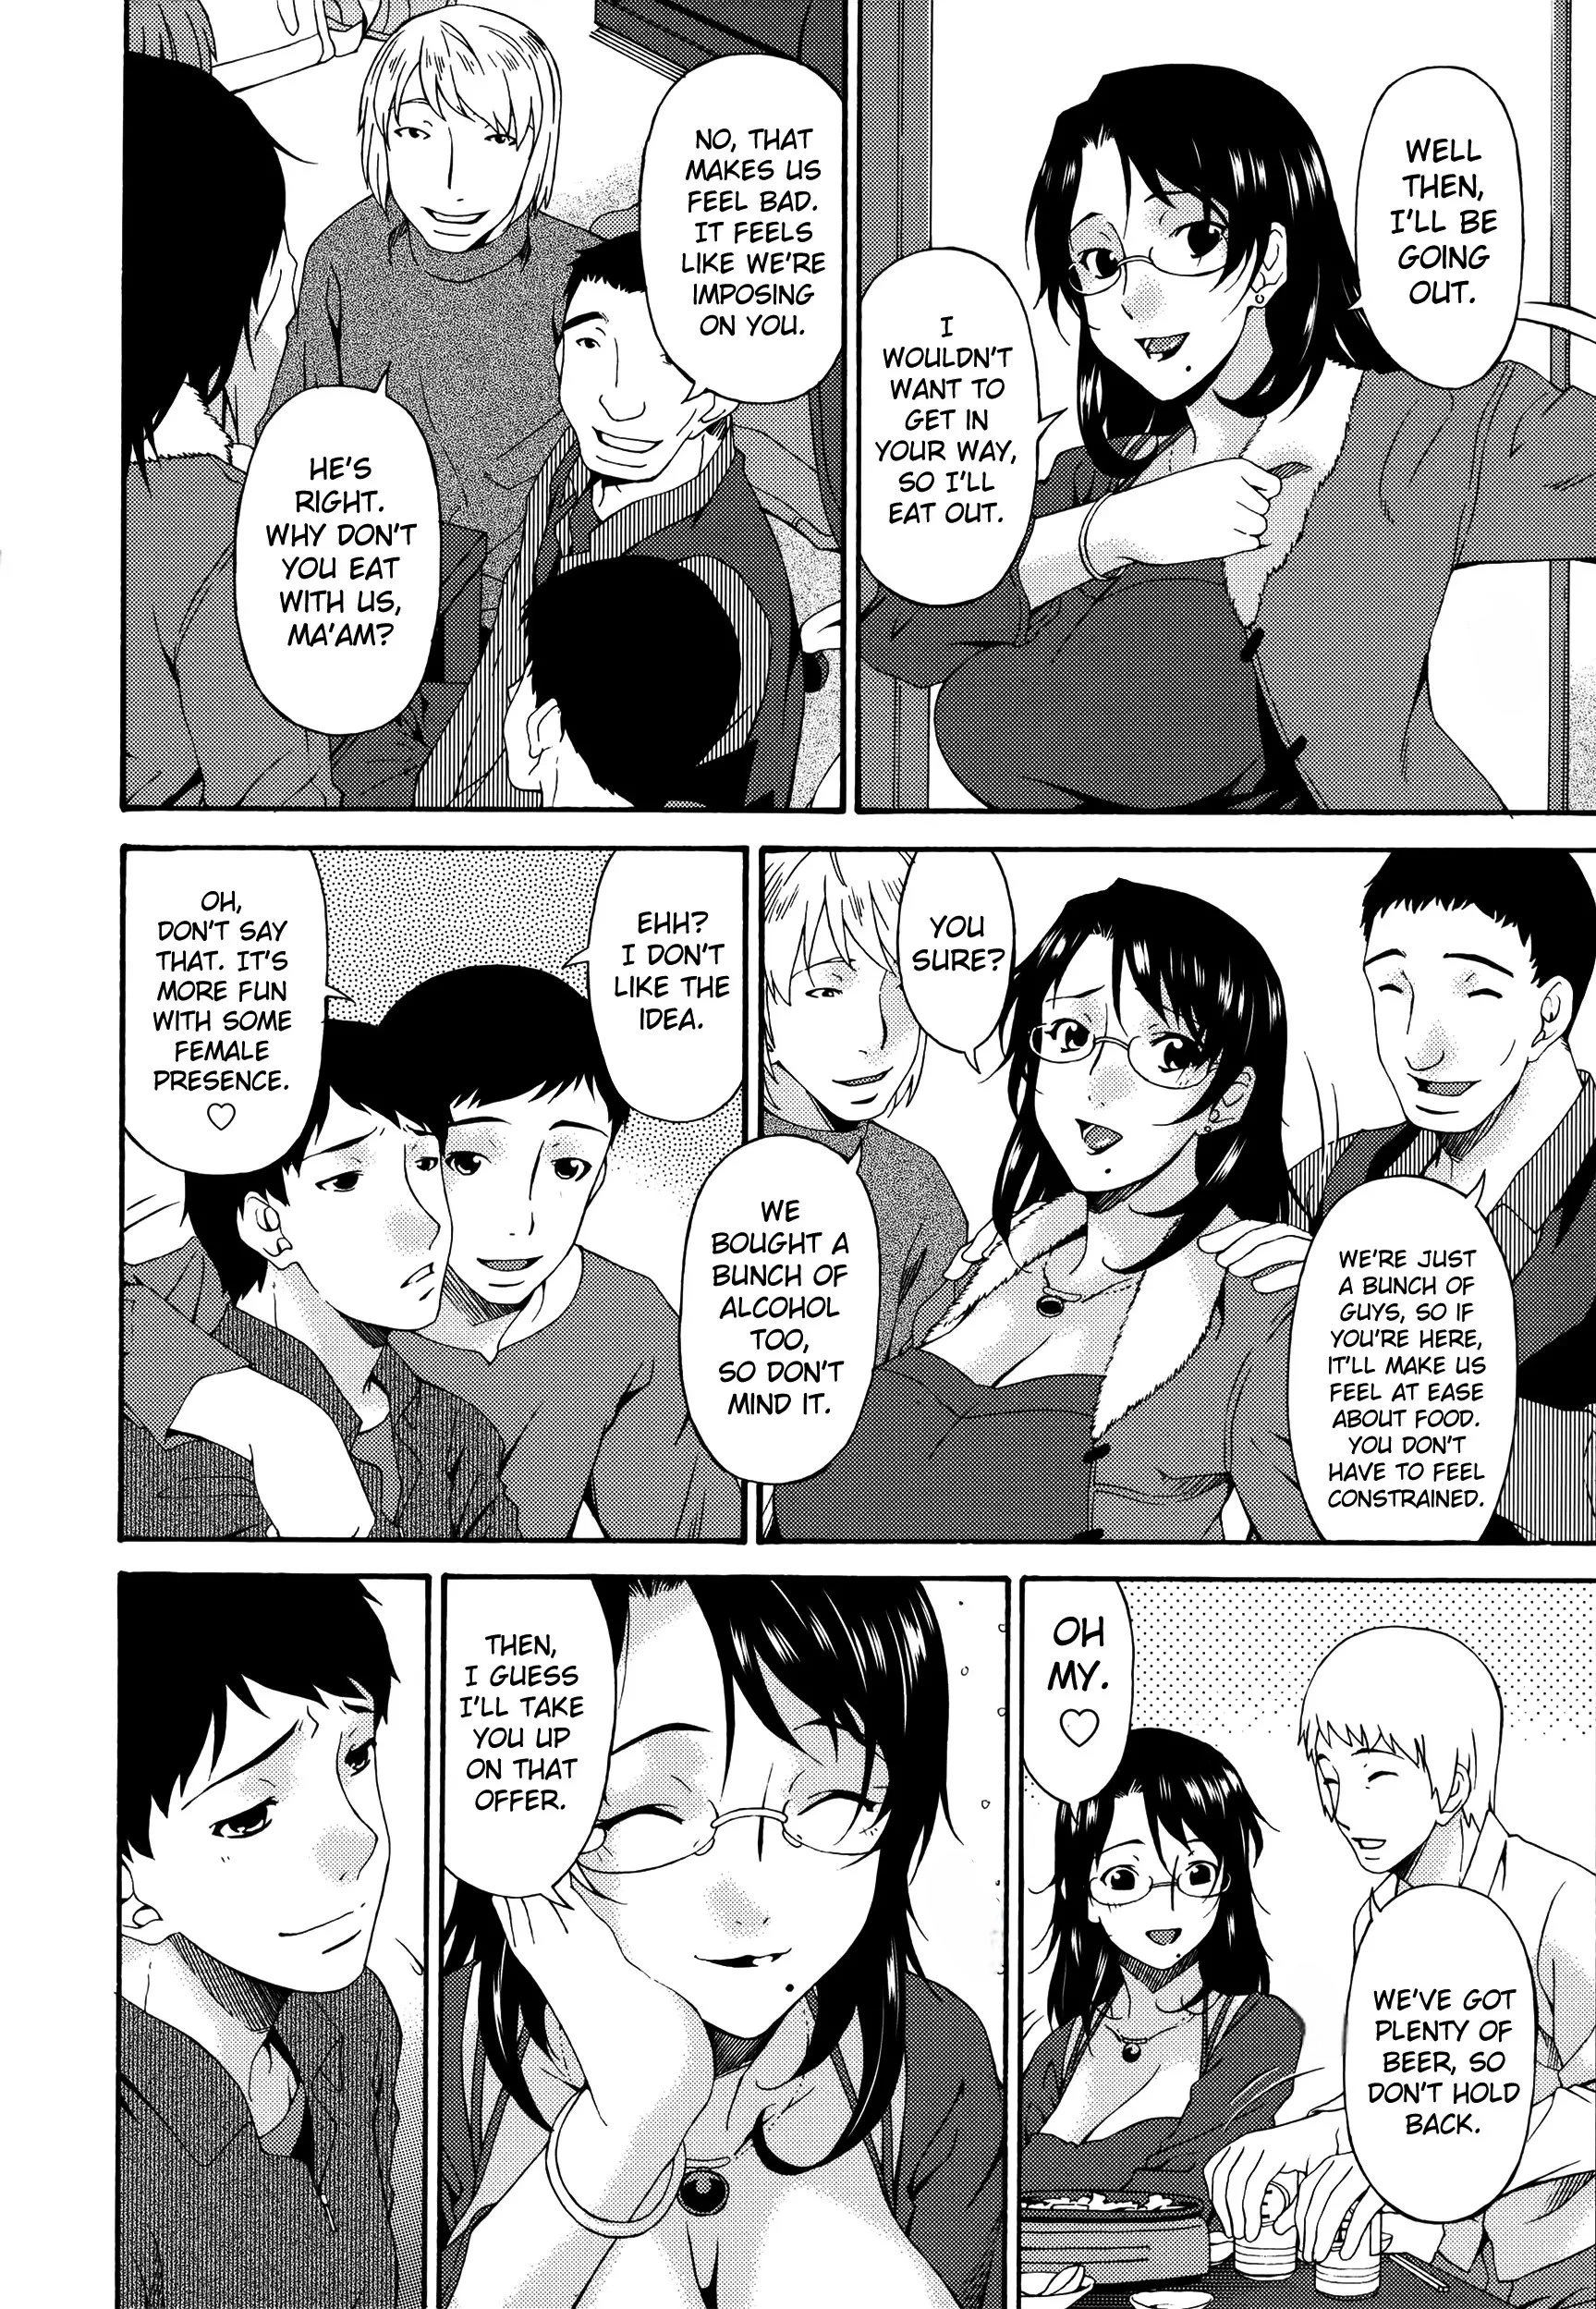 WELL
THEN,
I'LL BE
GOING
OUT.
I
WOULDN'T
WANT TO
GET IN
YOUR WAY,
SO I'LL
EAT OUT.
NO, THAT
MAKES US
FEEL BAD.
IT FEELS
LIKE WE'RE
IMPOSING
ON YOU.
HE'S
RIGHT.
WHY DON'T
YOU EAT
WITH US,
MA'AM?
YOU
SURE?
WE'RE JUST
A BUNCH OF
GUYS, SO IF
YOU'RE HERE,
IT'LL MAKE US
FEEL AT EASE
ABOUT FOOD.
YOU DON'T
HAVE TO FEEL
CONSTRAINED.
WE
BOUGHT A
BUNCH OF
ALCOHOL
TOO,
SO DON'T
MIND IT.
EHH?
I DON'T
LIKE THE
IDEA.
OH,
DON'T SAY
THAT. IT'S
MORE FUN
WITH SOME
FEMALE
PRESENCE.
♡
OH
MY.
♡
WE'VE GOT
PLENTY OF
BEER, SO
DON'T HOLD
BACK.
THEN,
I GUESS
I'LL TAKE
YOU UP
ON THAT
OFFER.